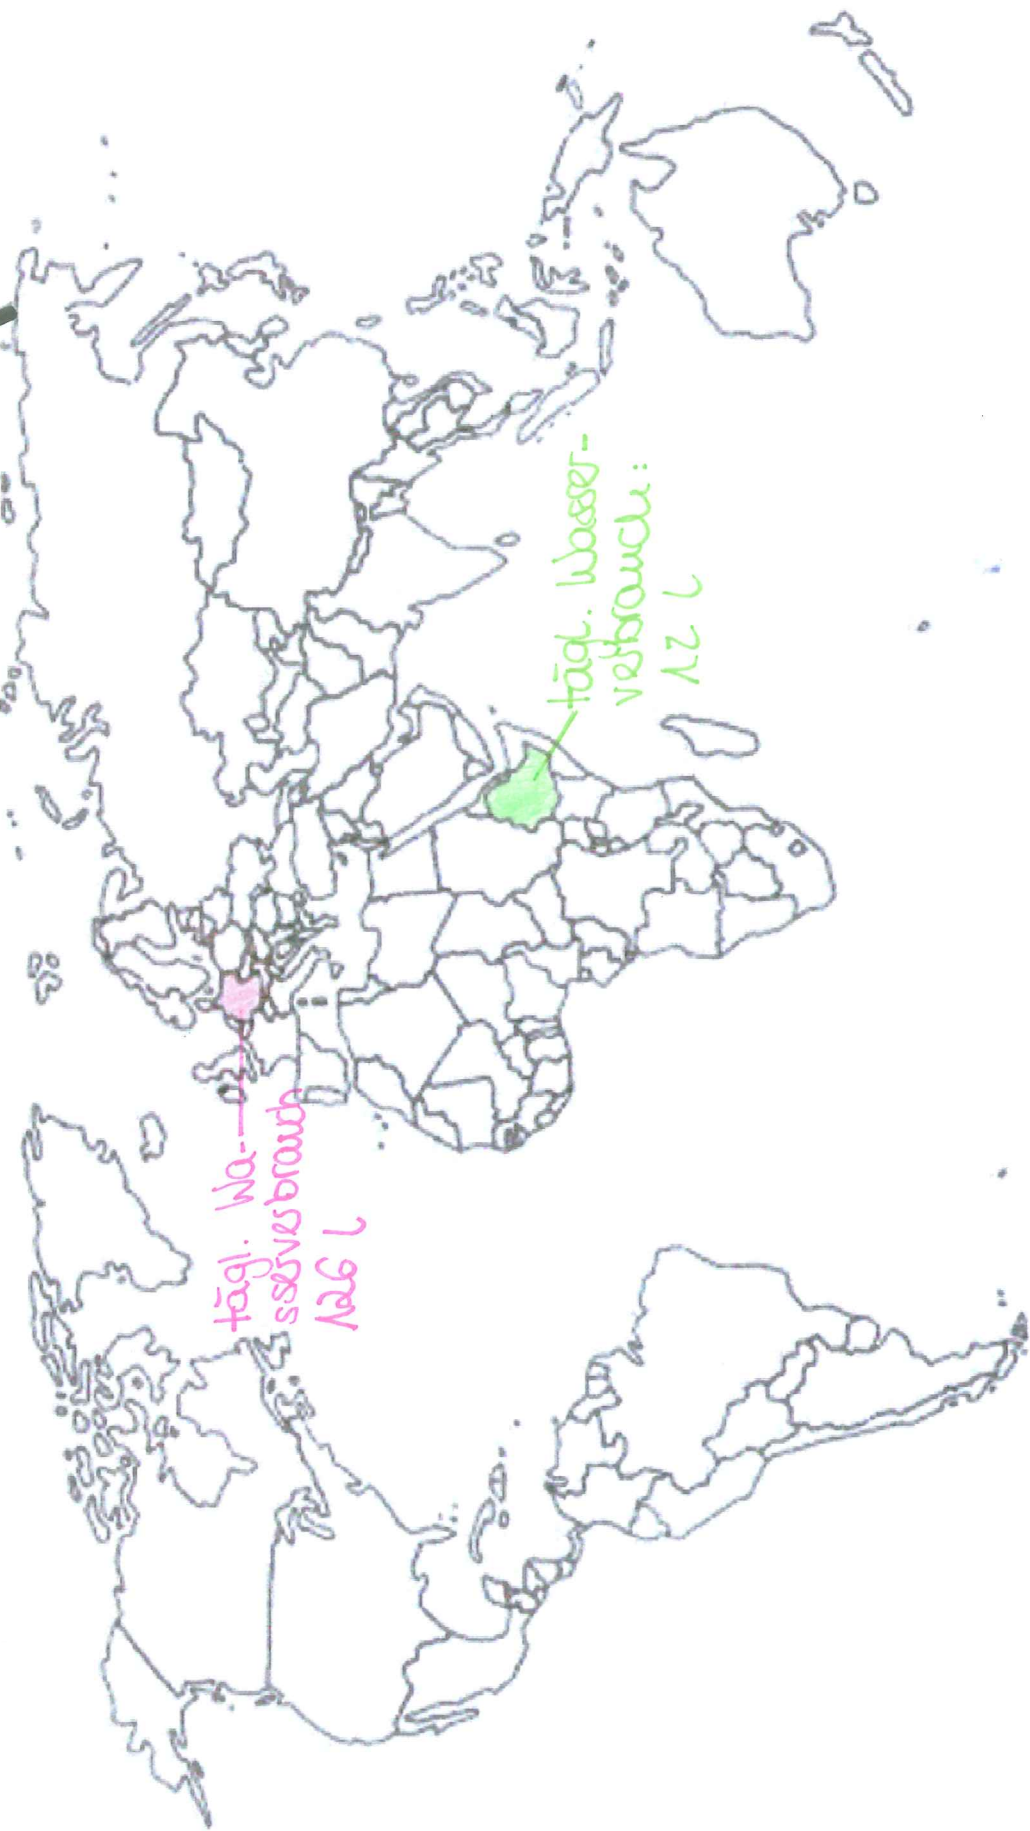 tägl. Wa-
sserverbrauch
126 L
tägl. Wasser-
verbrauch:
12 L